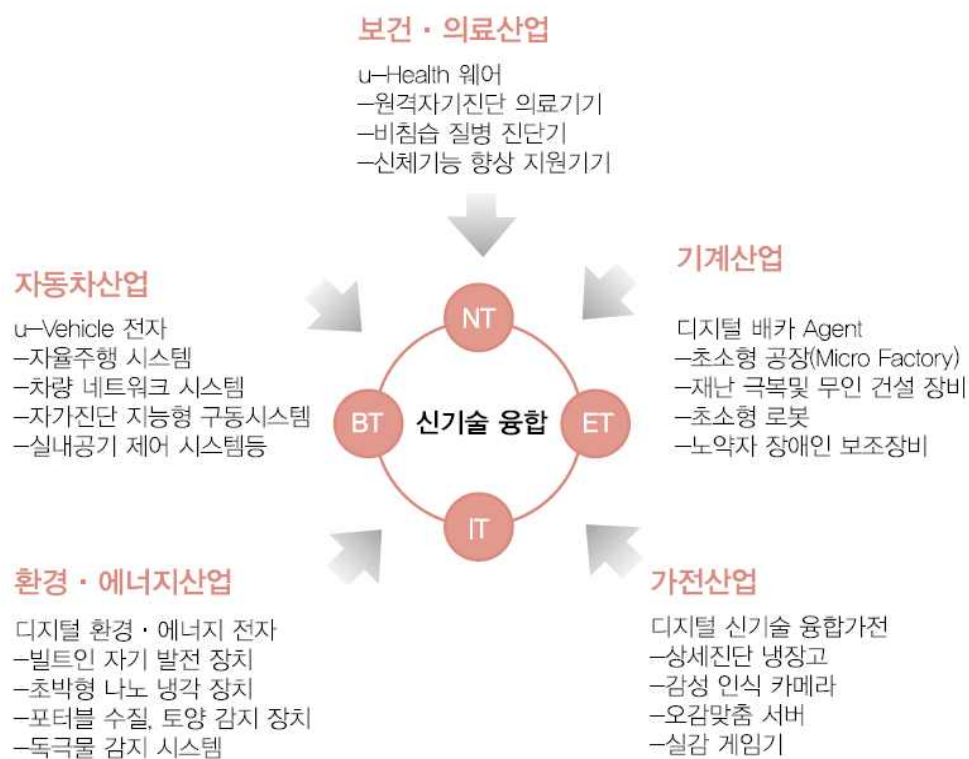 보건·의료산업
u-Health 웨어
-원격자기진단 의료기기
-비침습 질병 진단기
-신체기능 향상 지원기기
자동차산업
u-Vehicle 전자
-자율주행 시스템
-차량 네트워크 시스템
-자가진단 지능형 구동시스템
-실내공기 제어 시스템등
기계산업
디지털 배카 Agent
-초소형 공장(Micro Factory)
-재난 극복및 무인 건설 장비
-초소형 로봇
-노약자 장애인 보조장비
NT
BT
신기술 융합
ET
IT
환경·에너지산업
디지털 환경·에너지 전자
-빌트인 자기 발전 장치
-초박형 나노 냉각 장치
-포터블 수질, 토양 감지 장치
-독극물 감지 시스템
가전산업
디지털 신기술 융합가전
-상세진단 냉장고
-감성 인식 카메라
-오감맞춤 서버
-실감 게임기